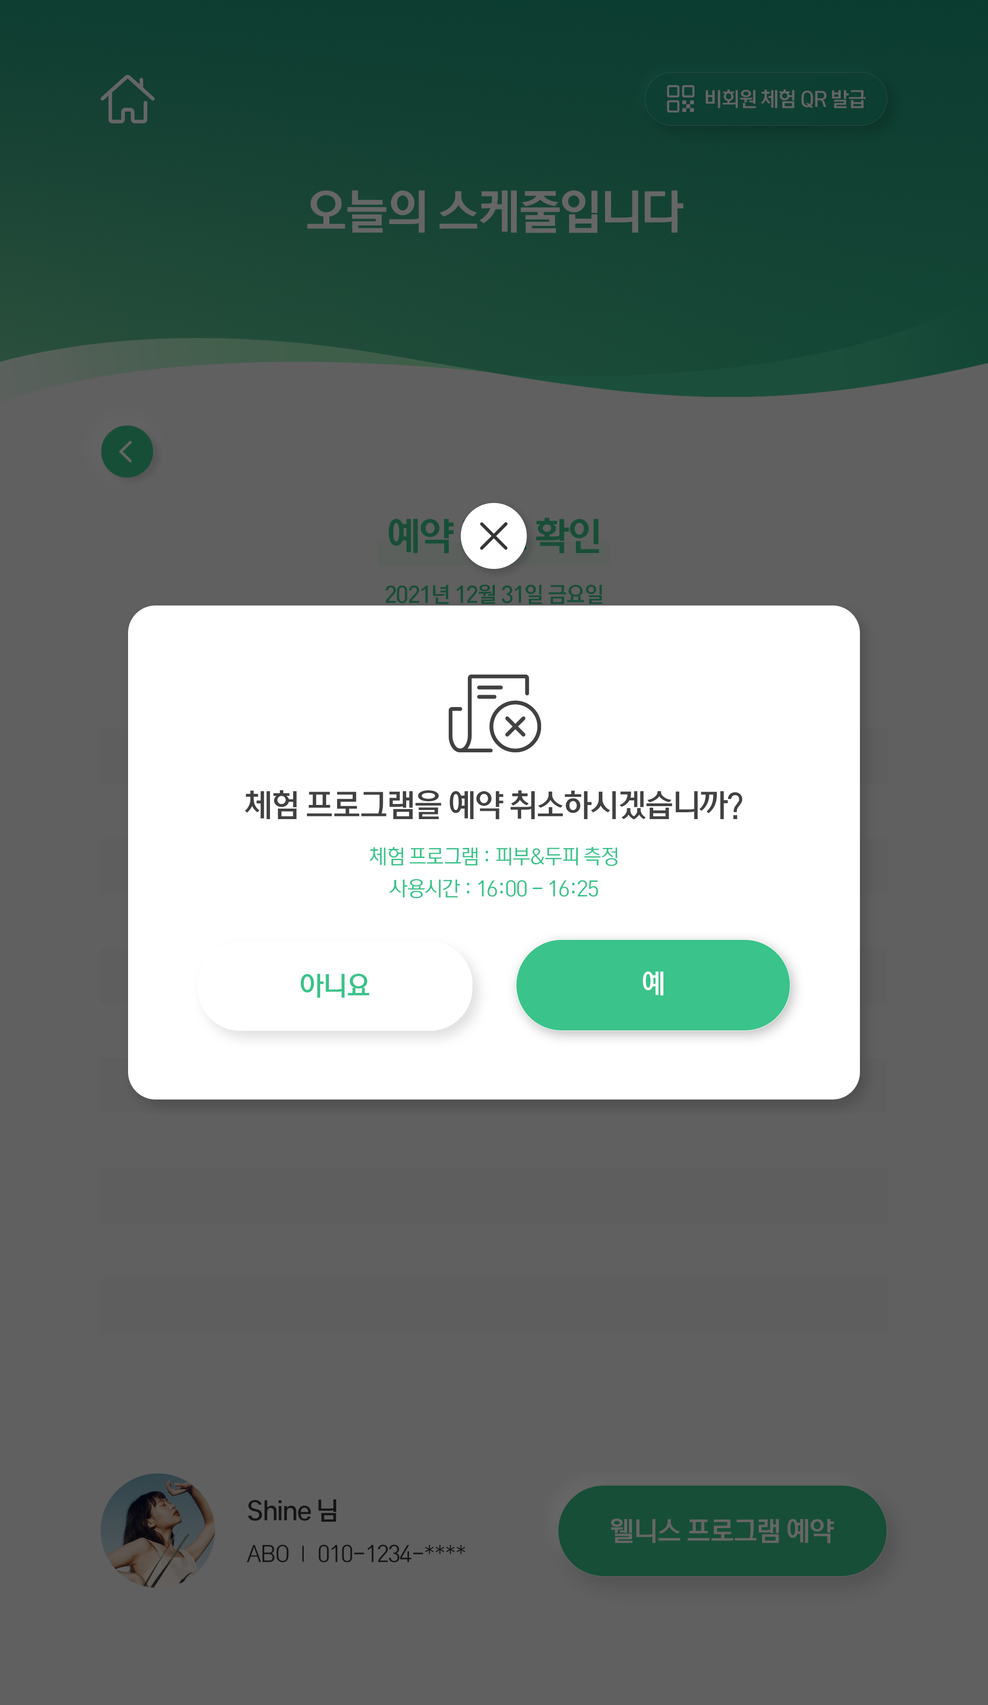 비회원 체험 QR 발급
오늘의 스케줄입니다
예약 확인
2021년 12월 31일 금요일
체험 프로그램을 예약 취소하시겠습니까?
체험 프로그램 : 피부&두피 측정
사용시간 : 16:00 - 16:25
아니요
예
Shine 님
ABO | 010-1234-****
웰니스 프로그램 예약